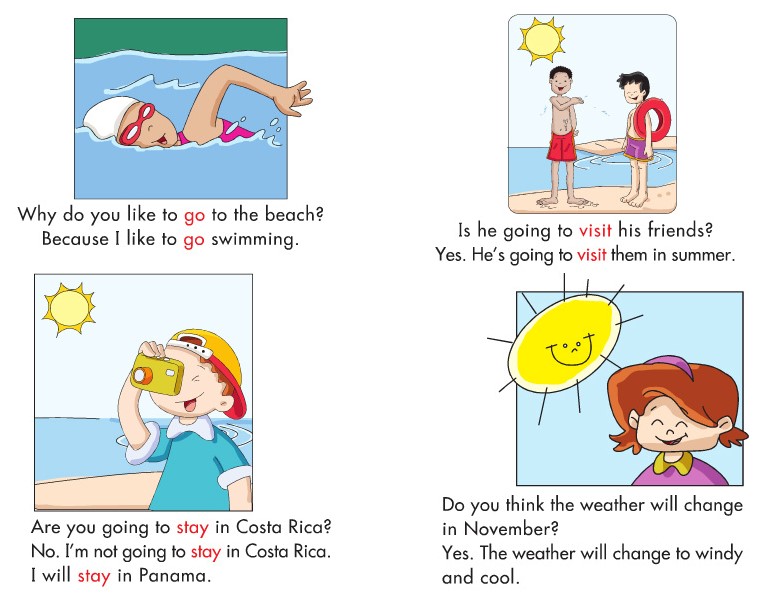 Why do you like to go to the beach?
Because I like to go swimming.
Is he going to visit his friends?
Yes. He's going to visit them in summer.
Are you going to stay in Costa Rica?
No. I'm not going to stay in Costa Rica.
I will stay in Panama.
Do you think the weather will change
in November?
Yes. The weather will change to windy
and cool.